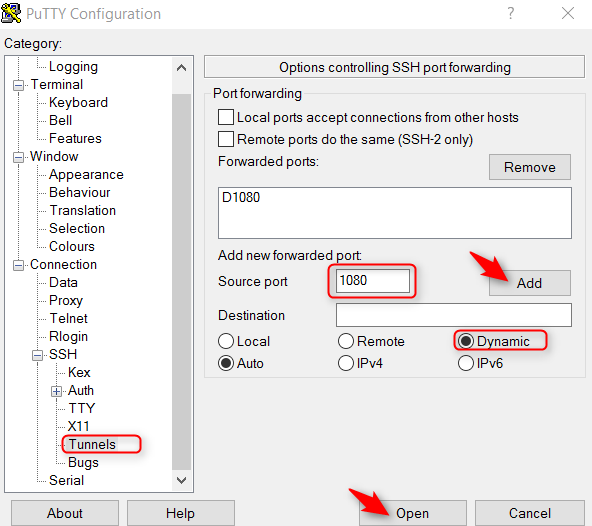 PuTTY Configuration
?
Category:
Logging
Terminal
Keyboard
Bell
Features
Window
Appearance
Behaviour
Translation
Selection
Colours
Connection
Data
Proxy
Telnet
Rlogin
SSH
Kex
Auth
TTY
X11
Tunnels
Bugs
Serial
Options controlling SSH port forwarding
Port forwarding
Local ports accept connections from other hosts
Remote ports do the same (SSH-2 only)
Forwarded ports:
Remove
D1080
Add new forwarded port:
Source port 1080 Add
Destination
Local Remote Dynamic
Auto IPv4 IPv6
About Help Open Cancel